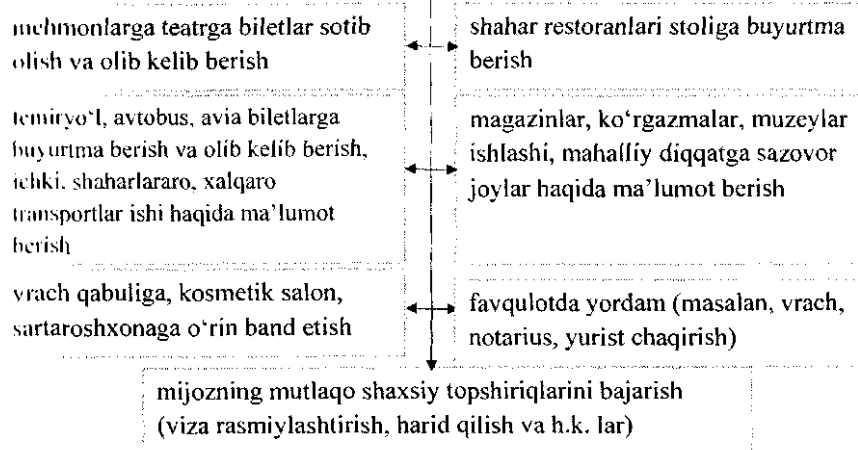 mehmonlarga teatrga biletlar sotib
olish va olib kelib berish
shahar restoranlari stoliga buyurtma
berish
temiryo‘l, avtobus, avia biletlarga
buyurtma berish va olib kelib berish,
ichki, shaharlararo, xalqaro
transportlar ishi haqida ma’lumot
berish
magazinlar, ko‘rgazmalar, muzeylar
ishlashi, mahalliy diqqatga sazovor
joylar haqida ma’lumot berish
vrach qabuliga, kosmetik salon,
sartaroshxonaga o‘rin band etish
favqulotda yordam (masalan, vrach,
notarius, yurist chaqirish)
mijozning mutlaqo shaxsiy topshiriqlarini bajarish
(viza rasmiylashtirish, harid qilish va h.k. lar)